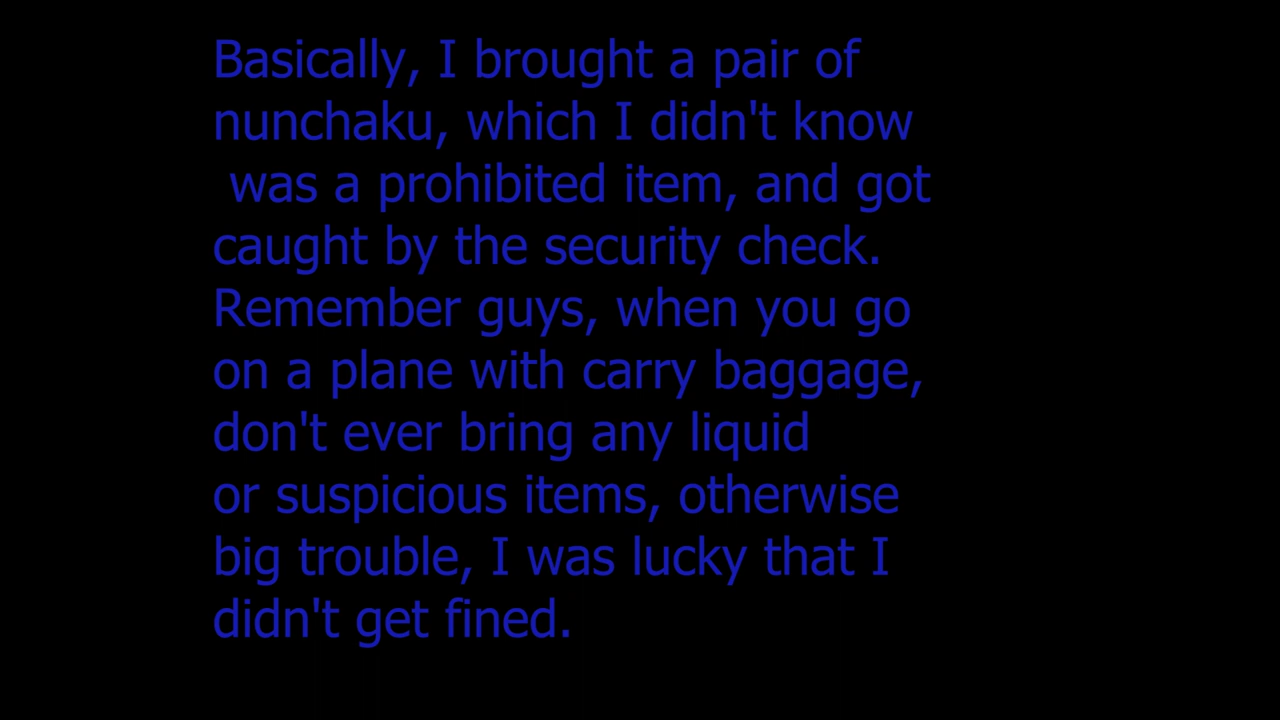 Basically, I brought a pair of
nunchaku, which I didn't know
was a prohibited item, and got
caught by the security check.
Remember guys, when you go
on a plane with carry baggage,
don't ever bring any liquid
or suspicious items, otherwise
big trouble, I was lucky that I
didn't get fined.